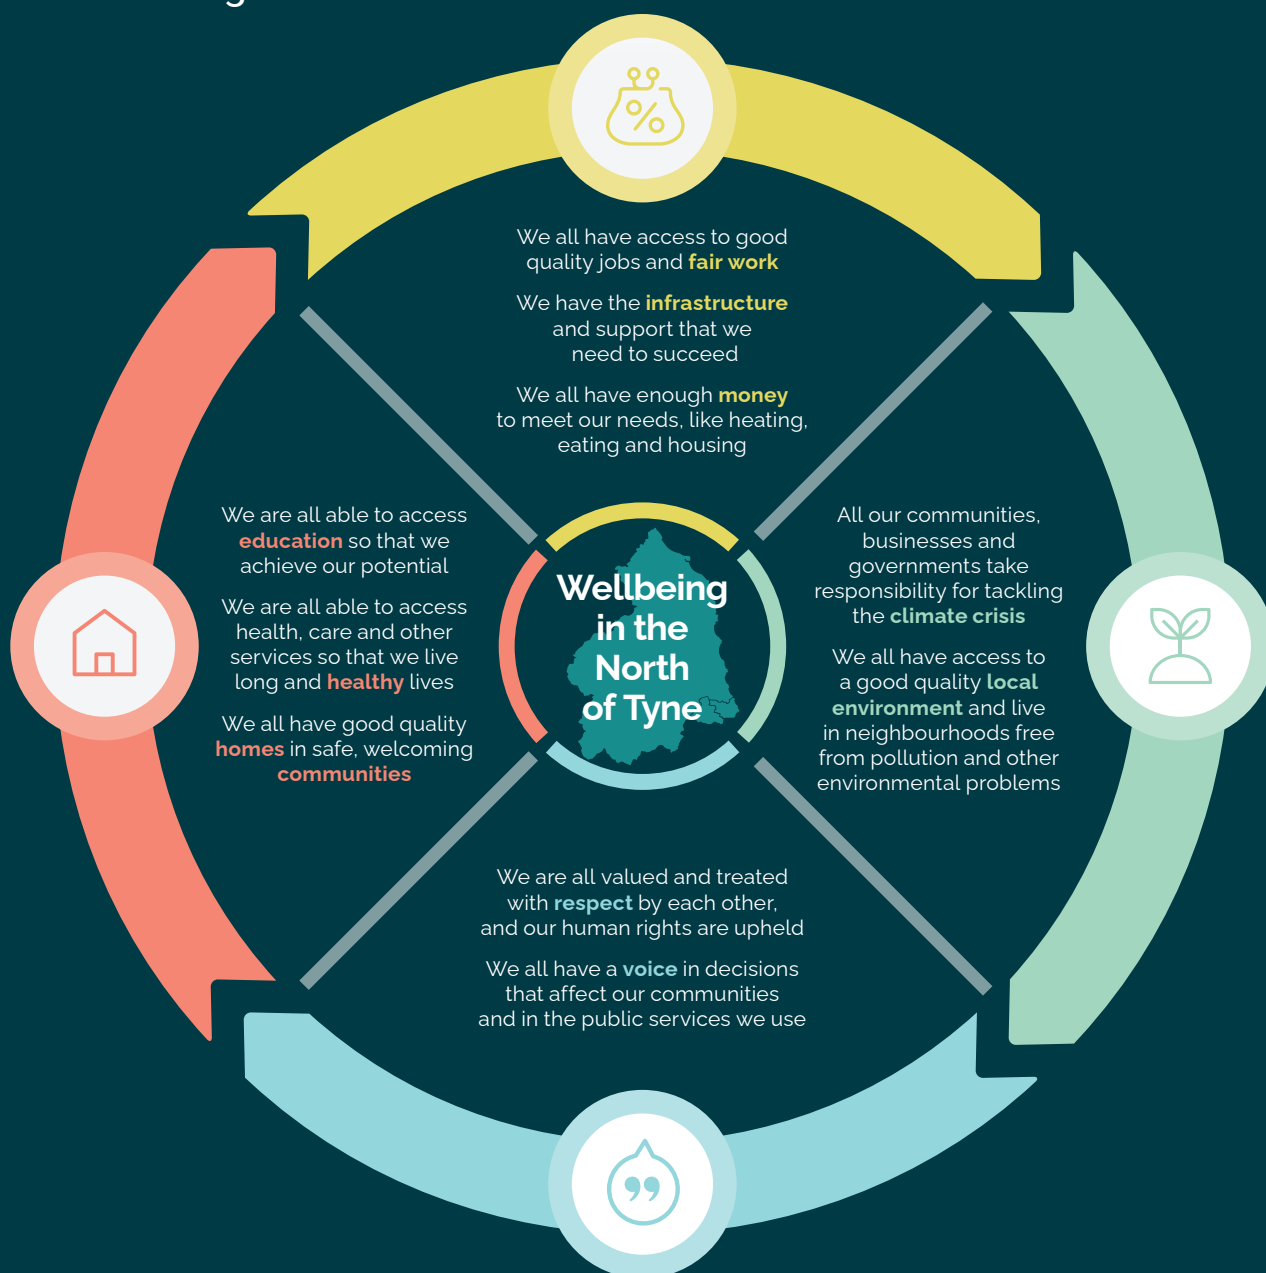 We all have access to good
quality jobs and fair work
We have the infrastructure
and support that we
need to succeed
We all have enough money
to meet our needs, like heating,
eating and housing
We are all able to access
education so that we
achieve our potential
We are all able to access
health, care and other
services so that we live
long and healthy lives
We all have good quality
homes in safe, welcoming
communities
Wellbeing
in the
North
of Tyne
All our communities,
businesses and
governments take
responsibility for tackling
the climate crisis
We all have access to
a good quality local
environment and live
in neighbourhoods free
from pollution and other
environmental problems
We are all valued and treated
with respect by each other,
and our human rights are upheld
We all have a voice in decisions
that affect our communities
and in the public services we use